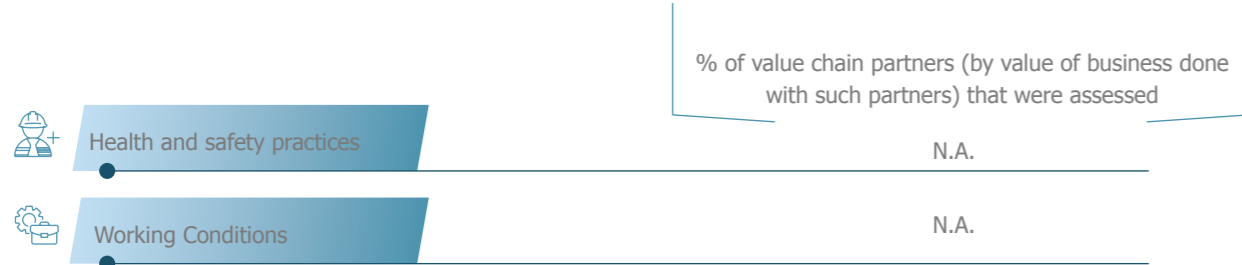 % of value chain partners (by value of business done
with such partners) that were assessed
Health and safety practices
N.A.
Working Conditions
N.A.